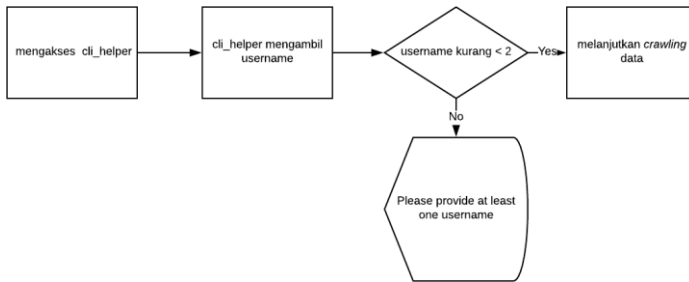 mengakses cli_helper
cli_helper mengambil
username
username kurang < 2
Yes
melanjutkan crawling
data
No
Please provide at least
one username